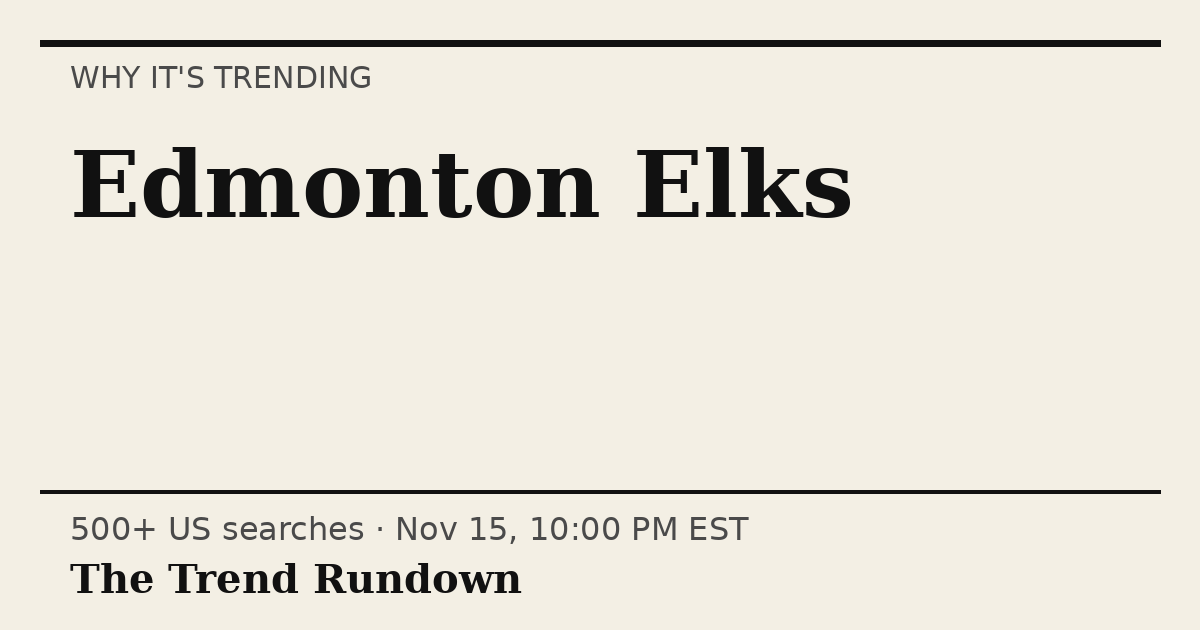 WHY IT'S TRENDING
Edmonton Elks
500+ US searches · Nov 15, 10:00 PM EST
The Trend Rundown